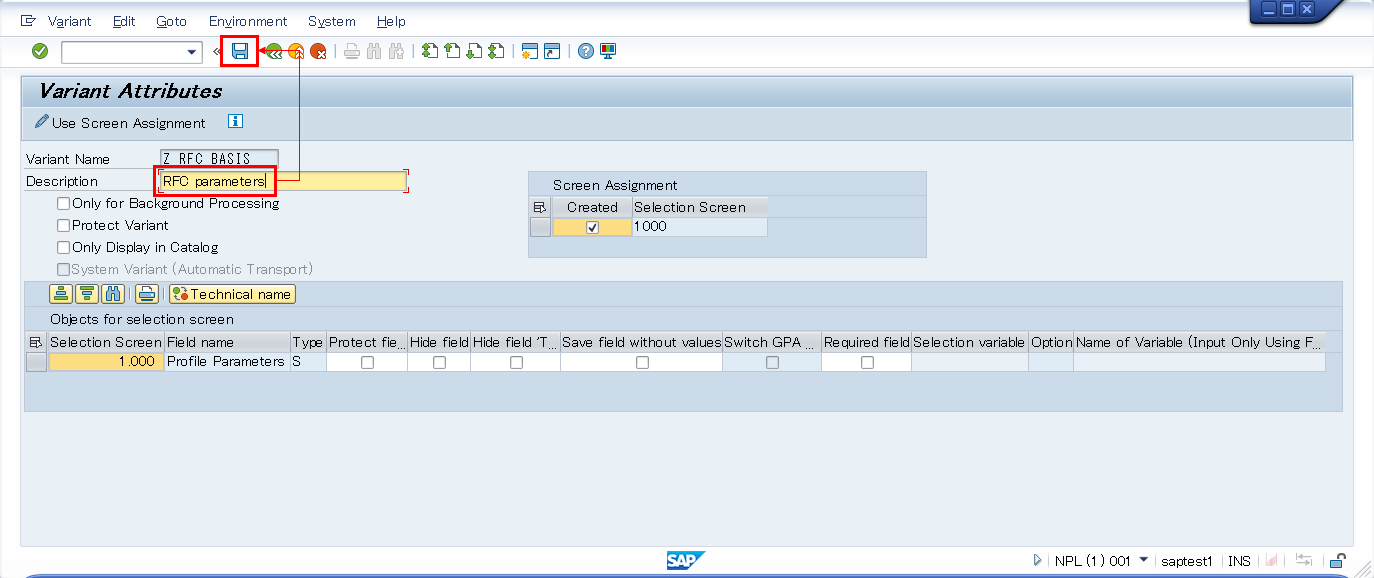 Variant Edit Goto Environment System Help
Variant Attributes
Use Screen Assignment
Variant Name Z_RFC_BASIS
Description RFC parameters
Only for Background Processing
Protect Variant
Only Display in Catalog
System Variant (Automatic Transport)
Screen Assignment
Created Selection Screen
1000
Technical name
Objects for selection screen
Selection Screen Field name Type Protect fie... Hide field Hide field 'T... Save field without values Switch GPA ... Required field Selection variable Option Name of Variable (Input Only Using F...
1.000 Profile Parameters S
SAP NPL (1) 001 saptest1 INS